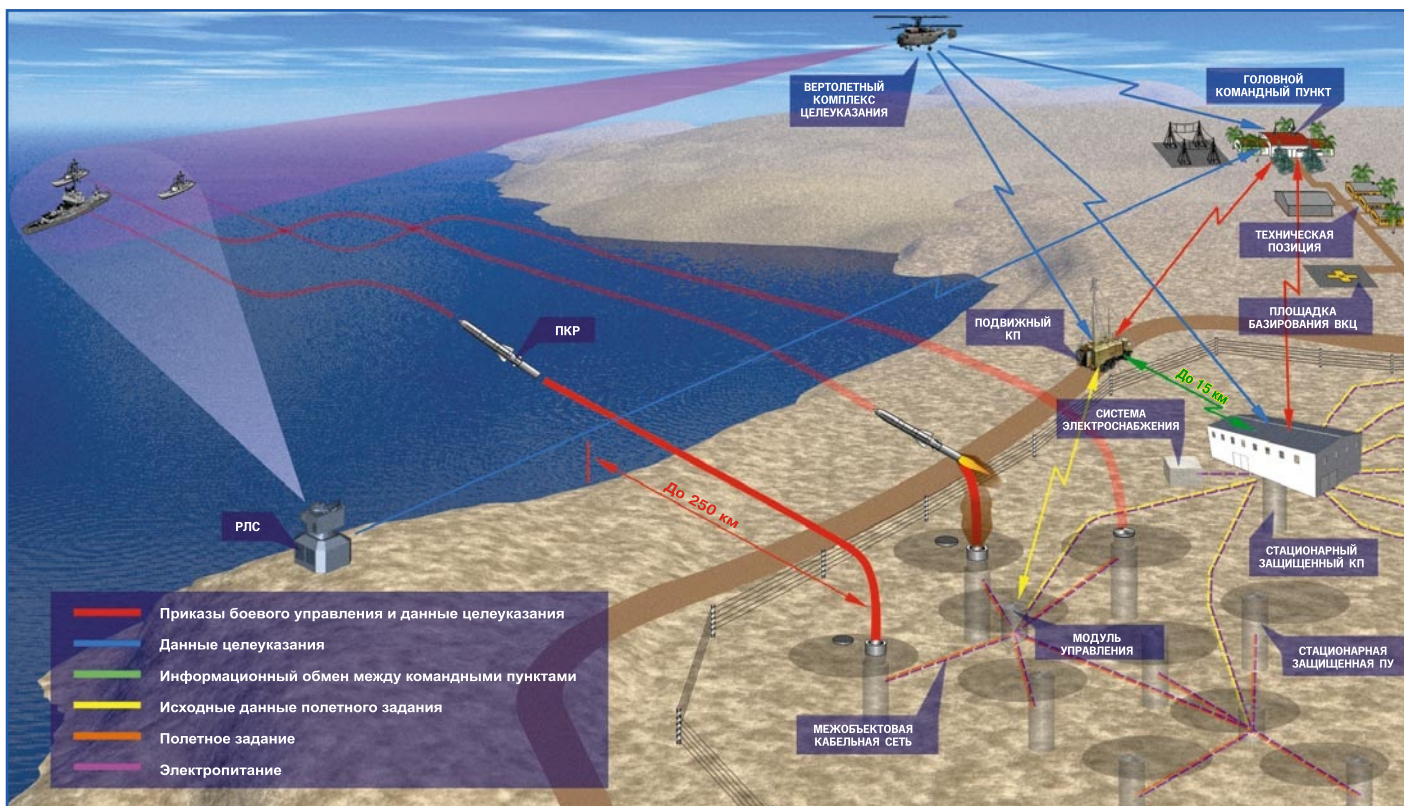 ВЕРТОЛЕТНЫЙ
КОМПЛЕКС
ЦЕЛЕУКАЗАНИЯ
ГОЛОВНОЙ
КОМАНДНЫЙ ПУНКТ
ТЕХНИЧЕСКАЯ
ПОЗИЦИЯ
ПЛОЩАДКА
БАЗИРОВАНИЯ ВКЦ
ПКР
ПОДВИЖНЫЙ
КП
До 15 км
СИСТЕМА
ЭЛЕКТРОСНАБЖЕНИЯ
До 250 км
РЛС
СТАЦИОНАРНЫЙ
ЗАЩИЩЕННЫЙ КП
МОДУЛЬ
УПРАВЛЕНИЯ
СТАЦИОНАРНАЯ
ЗАЩИЩЕННАЯ ПУ
МЕЖОБЪЕКТОВАЯ
КАБЕЛЬНАЯ СЕТЬ
Приказы боевого управления и данные целеуказания
Данные целеуказания
Информационный обмен между командными пунктами
Исходные данные полетного задания
Полетное задание
Электропитание